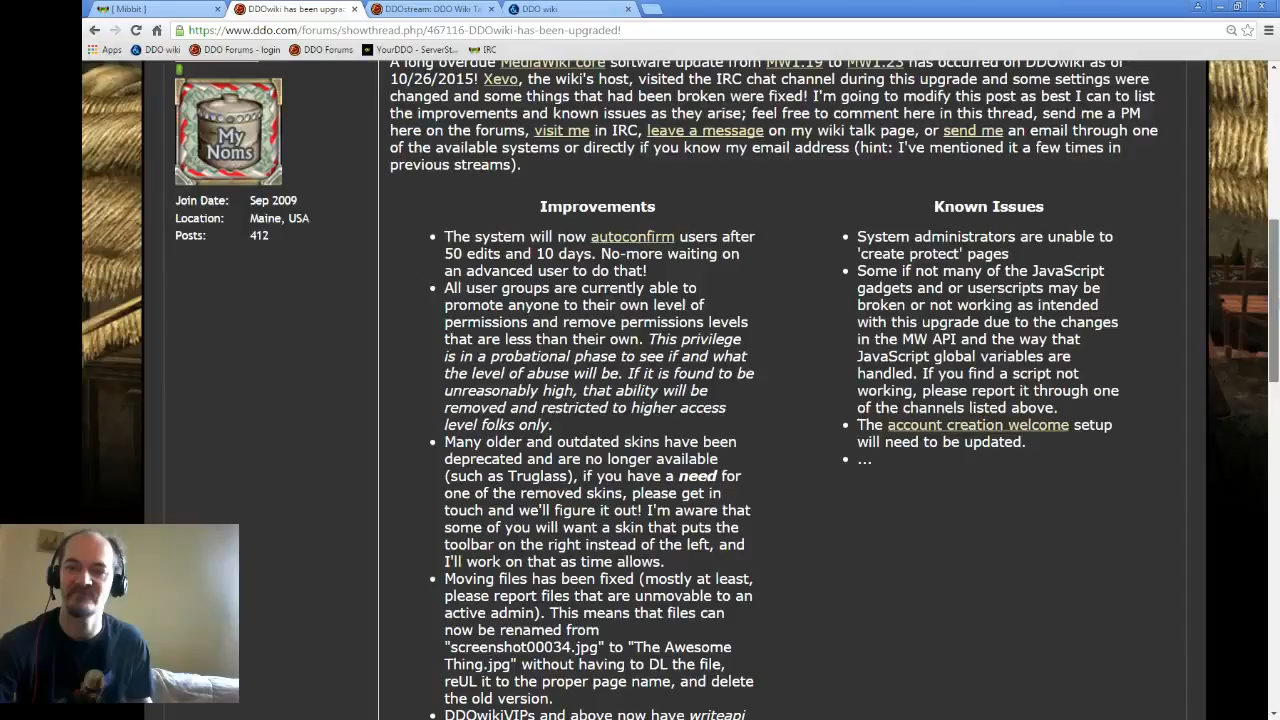 [ Mibbit ]
DDOwiki has been upgrad
DDOstream: DDO Wiki Ta
DDO wiki
https://www.ddo.com/forums/showthread.php/467116-DDOwiki-has-been-upgraded!
Apps DDO wiki DDO Forums - login DDO Forums YourDDO - ServerSt... IRC
A long overdue MediaWiki core software update from MW1.19 to MW1.25 has occurred on DDOwiki as of
10/26/2015! Xevo, the wiki's host, visited the IRC chat channel during this upgrade and some settings were
changed and some things that had been broken were fixed! I'm going to modify this post as best I can to list
the improvements and known issues as they arise; feel free to comment here in this thread, send me a PM
here on the forums, visit me in IRC, leave a message on my wiki talk page, or send me an email through one
of the available systems or directly if you know my email address (hint: I've mentioned it a few times in
previous streams).
My
Noms
Join Date: Sep 2009
Location: Maine, USA
Posts: 412
Improvements
The system will now autoconfirm users after
50 edits and 10 days. No-more waiting on
an advanced user to do that!
All user groups are currently able to
promote anyone to their own level of
permissions and remove permissions levels
that are less than their own. This privilege
is in a probational phase to see if and what
the level of abuse will be. If it is found to be
unreasonably high, that ability will be
removed and restricted to higher access
level folks only.
Many older and outdated skins have been
deprecated and are no longer available
(such as Truglass), if you have a need for
one of the removed skins, please get in
touch and we'll figure it out! I'm aware that
some of you will want a skin that puts the
toolbar on the right instead of the left, and
I'll work on that as time allows.
Moving files has been fixed (mostly at least,
please report files that are unmovable to an
active admin). This means that files can
now be renamed from
"screenshot00034.jpg" to "The Awesome
Thing.jpg" without having to DL the file,
reUL it to the proper page name, and delete
the old version.
DDOwikiVIPs and above now have writeapi
Known Issues
System administrators are unable to
'create protect' pages
Some if not many of the JavaScript
gadgets and or userscripts may be
broken or not working as intended
with this upgrade due to the changes
in the MW API and the way that
JavaScript global variables are
handled. If you find a script not
working, please report it through one
of the channels listed above.
The account creation welcome setup
will need to be updated.
...